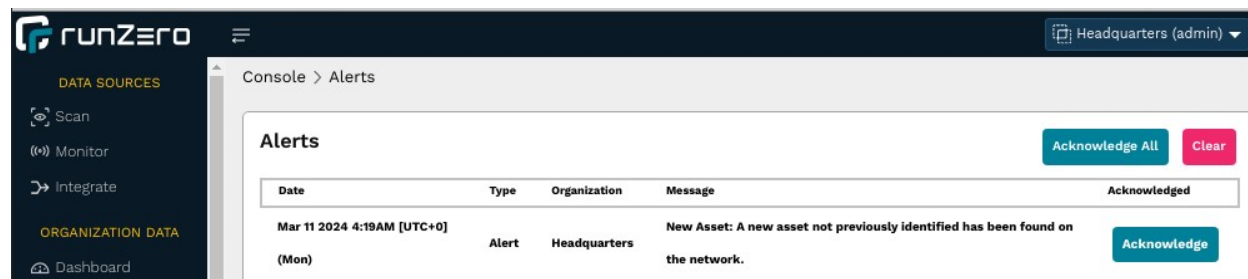 runZero
Headquarters (admin)
DATA SOURCES
Scan
Monitor
Integrate
ORGANIZATION DATA
Dashboard
Console > Alerts
Alerts
Acknowledge All
Clear
Date Type Organization Message Acknowledged
Mar 11 2024 4:19AM [UTC+0]
(Mon)
Alert
Headquarters
New Asset: A new asset not previously identified has been found on
the network.
Acknowledge